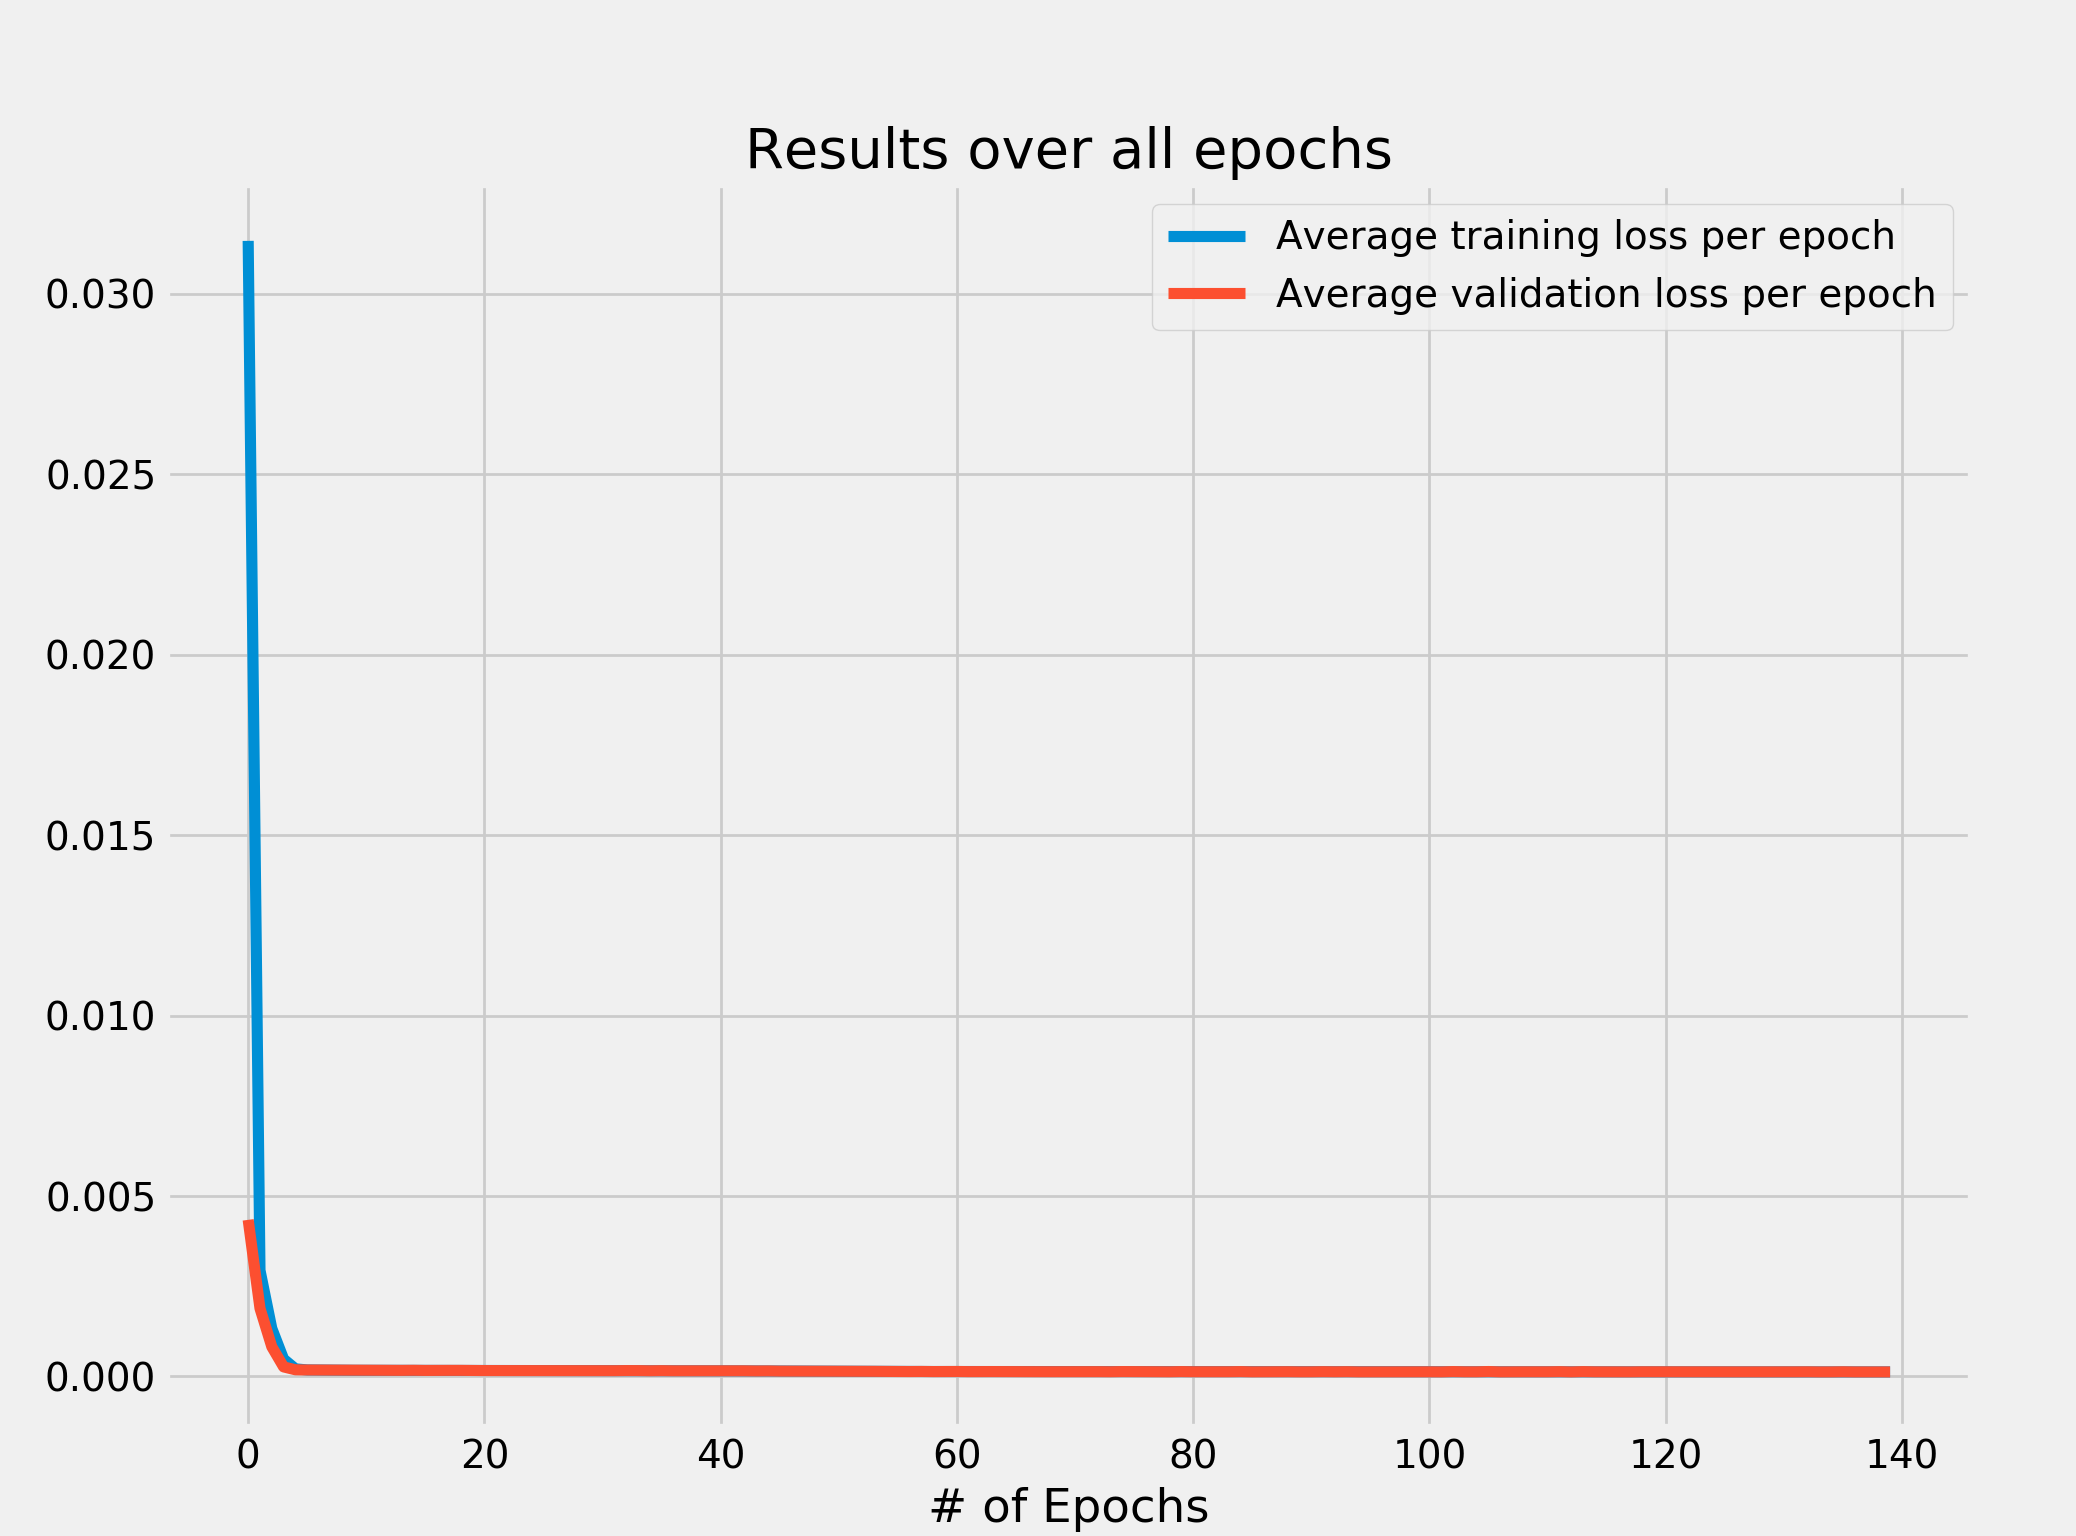 Results over all epochs
Average training loss per epoch
Average validation loss per epoch
0.030
0.025
0.020
0.015
0.010
0.005
0.000
0 20 40 60 80 100 120 140
# of Epochs